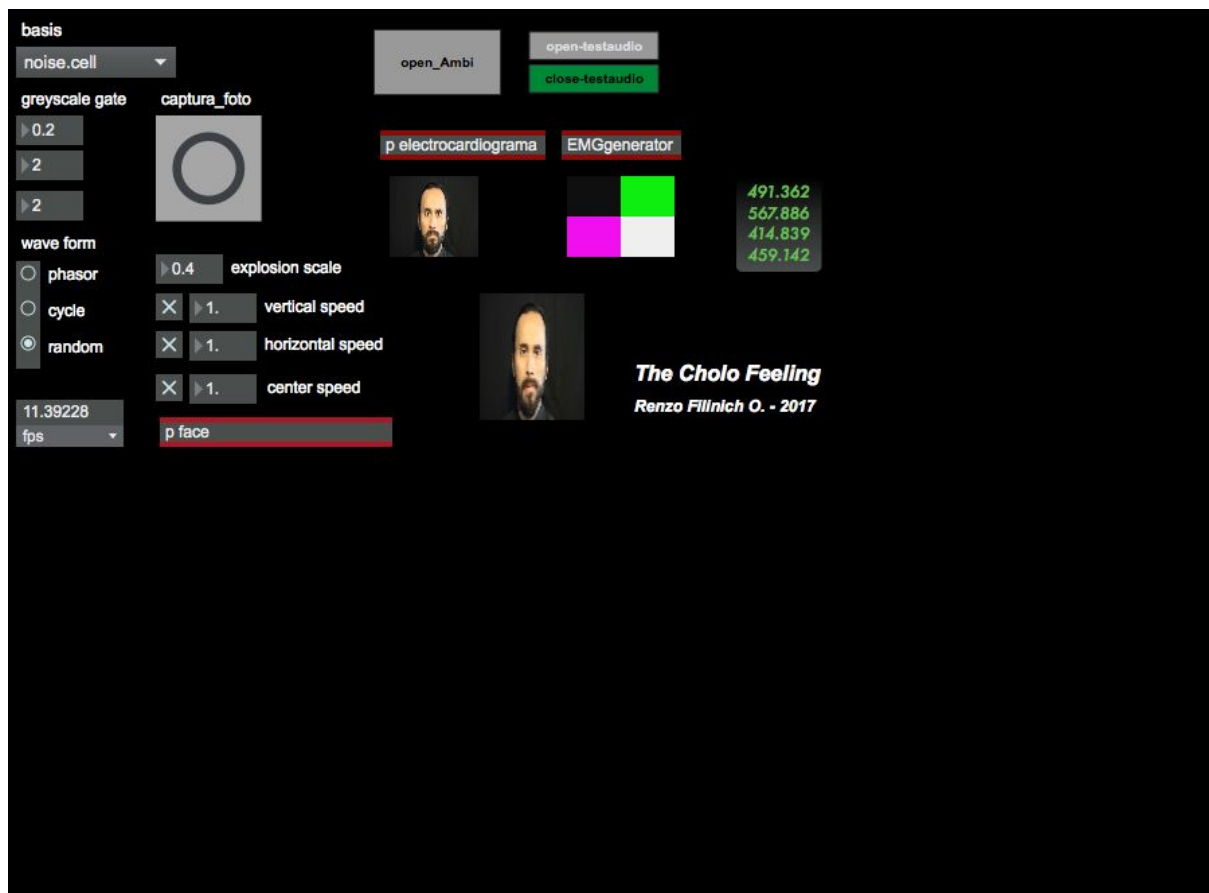 basis
noise.cell
greyscale gate
0.2
2
2
wave form
phasor
cycle
random
11.39228
fps
captura_foto
0.4 explosion scale
1. vertical speed
1. horizontal speed
1. center speed
p face
open_Ambi
open-testaudio
close-testaudio
p electrocardiograma
EMGgenerator
491.362
567.886
414.839
459.142
The Cholo Feeling
Renzo Filinich O. - 2017